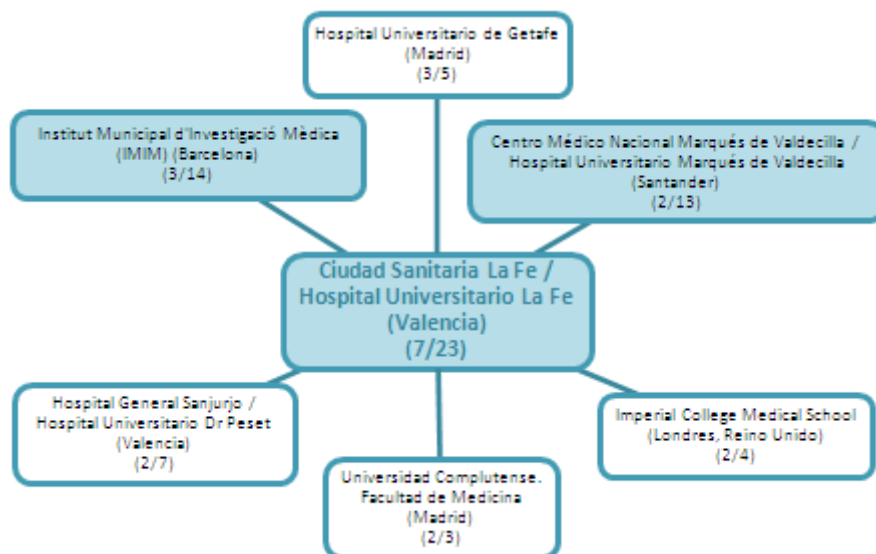 Hospital Universitario de Getafe
(Madrid)
(3/5)
Institut Municipal d'Investigació Mèdica
(IMIM) (Barcelona)
(3/14)
Centro Médico Nacional Marqués de Valdecilla /
Hospital Universitario Marqués de Valdecilla
(Santander)
(2/13)
Ciudad Sanitaria La Fe /
Hospital Universitario La Fe
(Valencia)
(7/23)
Hospital General Sanjurjo /
Hospital Universitario Dr Peset
(Valencia)
(2/7)
Universidad Complutense.
Facultad de Medicina
(Madrid)
(2/3)
Imperial College Medical School
(Londres, Reino Unido)
(2/4)